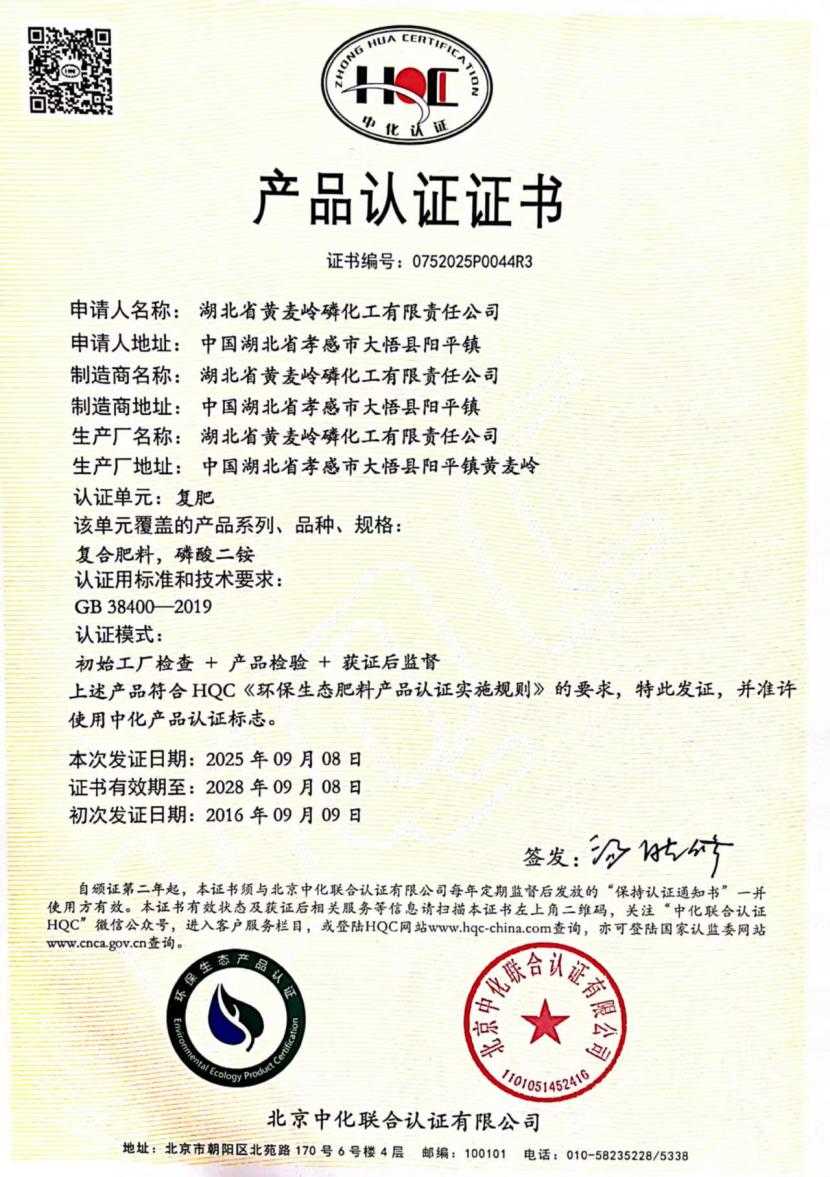 ZHONG HUA CERTIFICATION
HQC
中化认证
产品认证证书
证书编号：0752025P0044R3
申请人名称：湖北省黄麦岭磷化工有限责任公司
申请人地址：中国湖北省孝感市大悟县阳平镇
制造商名称：湖北省黄麦岭磷化工有限责任公司
制造商地址：中国湖北省孝感市大悟县阳平镇
生产厂名称：湖北省黄麦岭磷化工有限责任公司
生产厂地址：中国湖北省孝感市大悟县阳平镇黄麦岭
认证单元：复肥
该单元覆盖的产品系列、品种、规格：
复合肥料，磷酸二铵
认证用标准和技术要求：
GB 38400—2019
认证模式：
初始工厂检查 + 产品检验 + 获证后监督
上述产品符合 HQC《环保生态肥料产品认证实施规则》的要求，特此发证，并准许
使用中化产品认证标志。
本次发证日期：2025 年 09 月 08 日
证书有效期至：2028 年 09 月 08 日
初次发证日期：2016 年 09 月 09 日
签发：
自颁证第二年起，本证书须与北京中化联合认证有限公司每年定期监督后发放的“保持认证通知书”一并
使用方有效。本证书有效状态及获证后相关服务等信息请扫描本证书左上角二维码，关注“中化联合认证
HQC”微信公众号，进入客户服务栏目，或登陆HQC网站www.hqc-china.com查询，亦可登陆国家认监委网站
www.cnca.gov.cn查询。
环保生态产品认证
Environmental Ecology Product Certification
北京中化联合认证有限公司
1101051452416
北京中化联合认证有限公司
地址：北京市朝阳区北苑路 170 号 6 号楼 4 层 邮编：100101 电话：010-58235228/5338